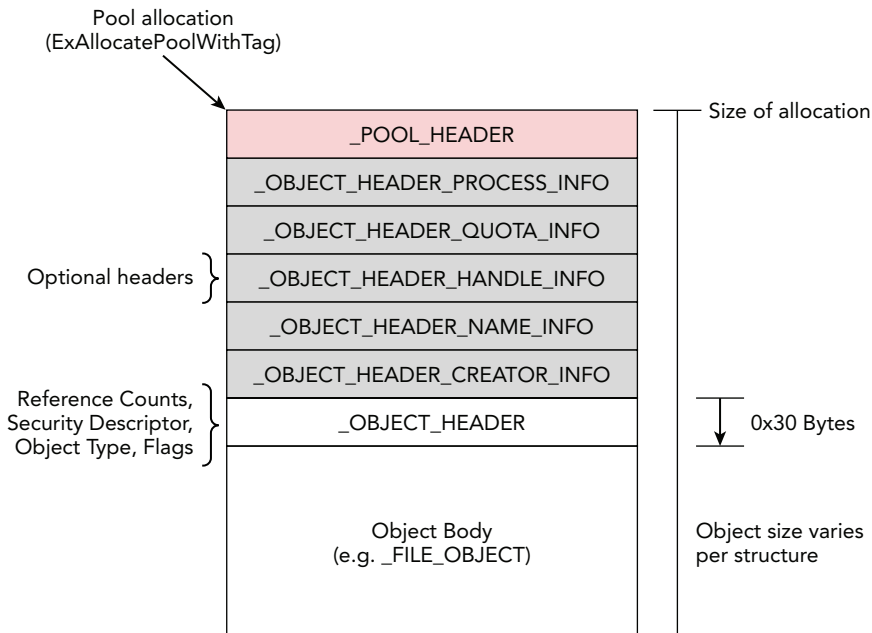 Pool allocation
(ExAllocatePoolWithTag)
Size of allocation
_POOL_HEADER
_OBJECT_HEADER_PROCESS_INFO
_OBJECT_HEADER_QUOTA_INFO
Optional headers
_OBJECT_HEADER_HANDLE_INFO
_OBJECT_HEADER_NAME_INFO
_OBJECT_HEADER_CREATOR_INFO
Reference Counts,
Security Descriptor,
Object Type, Flags
_OBJECT_HEADER
0x30 Bytes
Object Body
(e.g. _FILE_OBJECT)
Object size varies
per structure